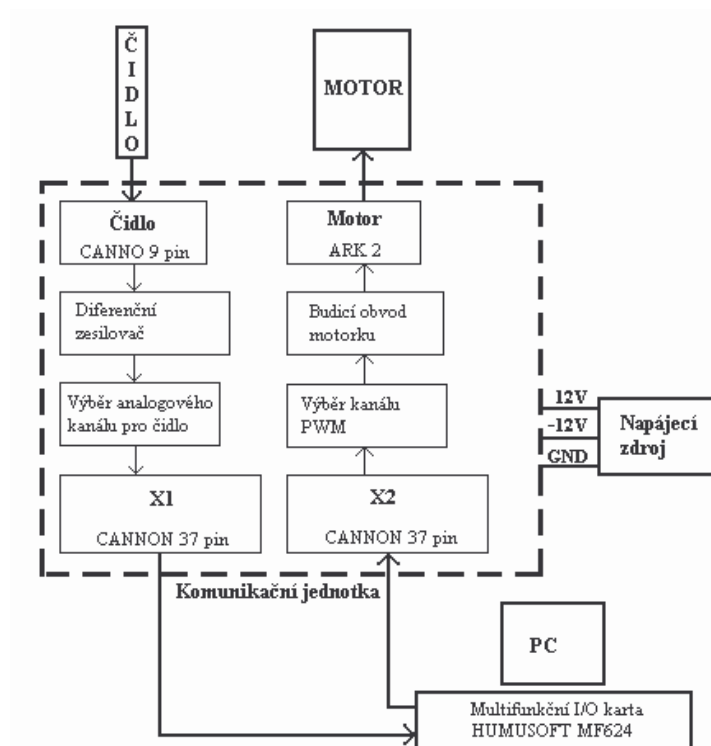 ČIDLO
MOTOR
Čidlo
CANNO 9 pin
Motor
ARK 2
Diferenční
zesilovač
Budicí obvod
motorku
Výběr analogového
kanálu pro čidlo
Výběr kanálu
PWM
12V
-12V
GND
Napájecí
zdroj
X1
CANNON 37 pin
X2
CANNON 37 pin
Komunikační jednotka
PC
Multifunkční I/O karta
HUMUSOFT MF624